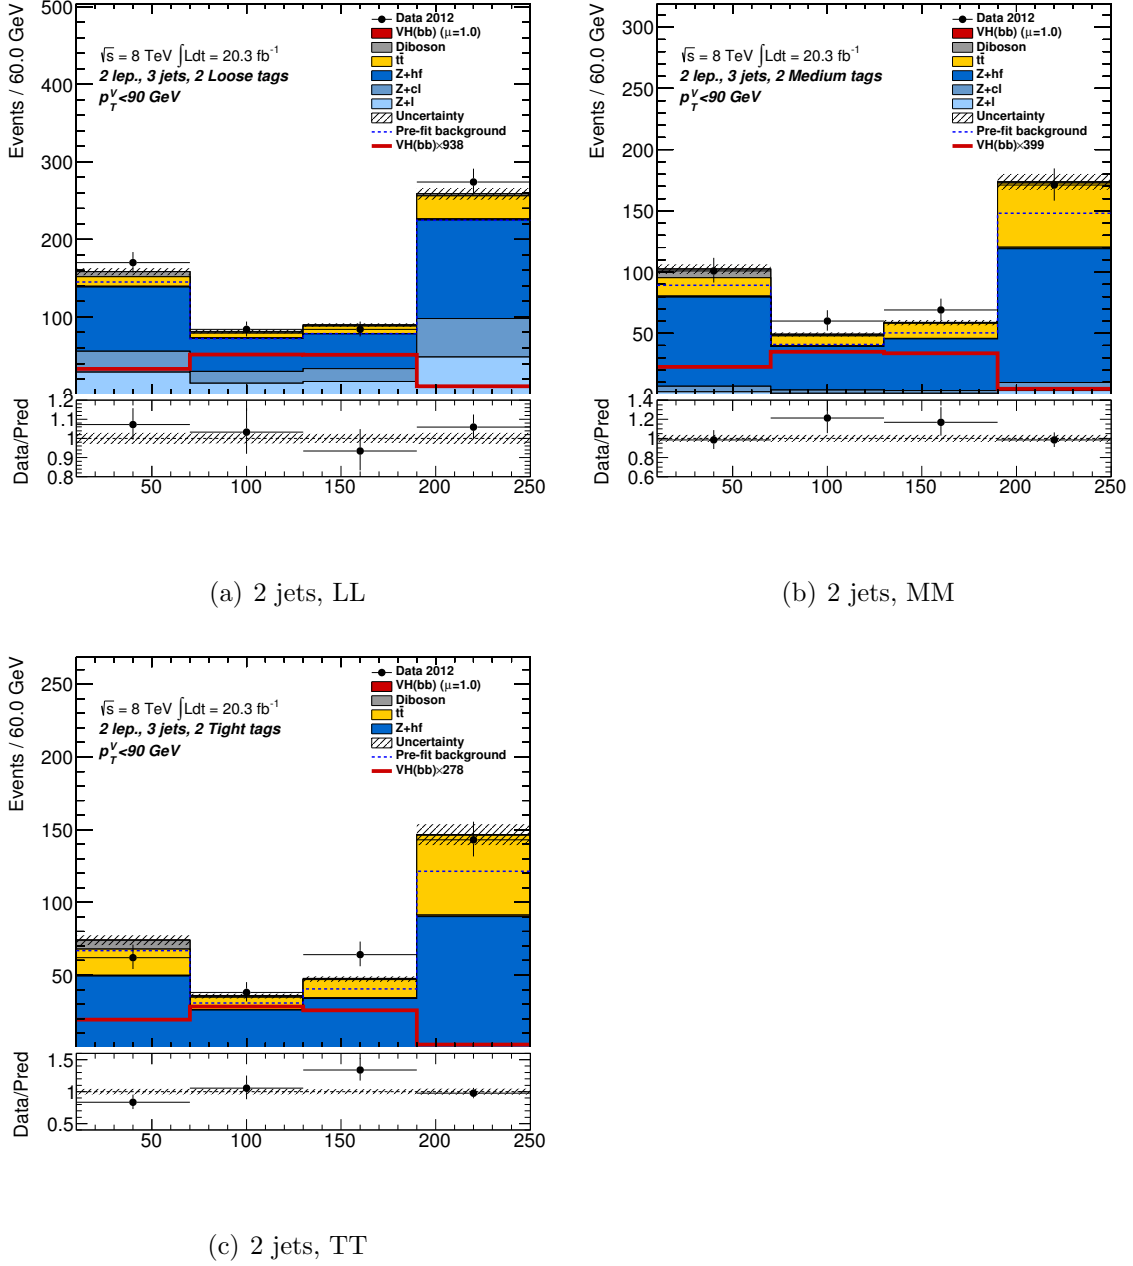 Events / 60.0 GeV
500
400
300
200
100
0
√s = 8 TeV ∫Ldt = 20.3 fb⁻¹
2 lep., 3 jets, 2 Loose tags
p_T^V<90 GeV
Data 2012
VH(bb) (μ=1.0)
Diboson
tt̄
Z+hf
Z+cl
Z+l
Uncertainty
Pre-fit background
VH(bb)×938
Data/Pred
1.2
1.1
1
0.9
0.8
50 100 150 200 250
(a) 2 jets, LL
Events / 60.0 GeV
300
250
200
150
100
50
0
√s = 8 TeV ∫Ldt = 20.3 fb⁻¹
2 lep., 3 jets, 2 Medium tags
p_T^V<90 GeV
Data 2012
VH(bb) (μ=1.0)
Diboson
tt̄
Z+hf
Z+cl
Z+l
Uncertainty
Pre-fit background
VH(bb)×399
Data/Pred
1.4
1.2
1
0.8
0.6
50 100 150 200 250
(b) 2 jets, MM
Events / 60.0 GeV
250
200
150
100
50
√s = 8 TeV ∫Ldt = 20.3 fb⁻¹
2 lep., 3 jets, 2 Tight tags
p_T^V<90 GeV
Data 2012
VH(bb) (μ=1.0)
Diboson
tt̄
Z+hf
Uncertainty
Pre-fit background
VH(bb)×278
Data/Pred
1.5
1
0.5
50 100 150 200 250
(c) 2 jets, TT